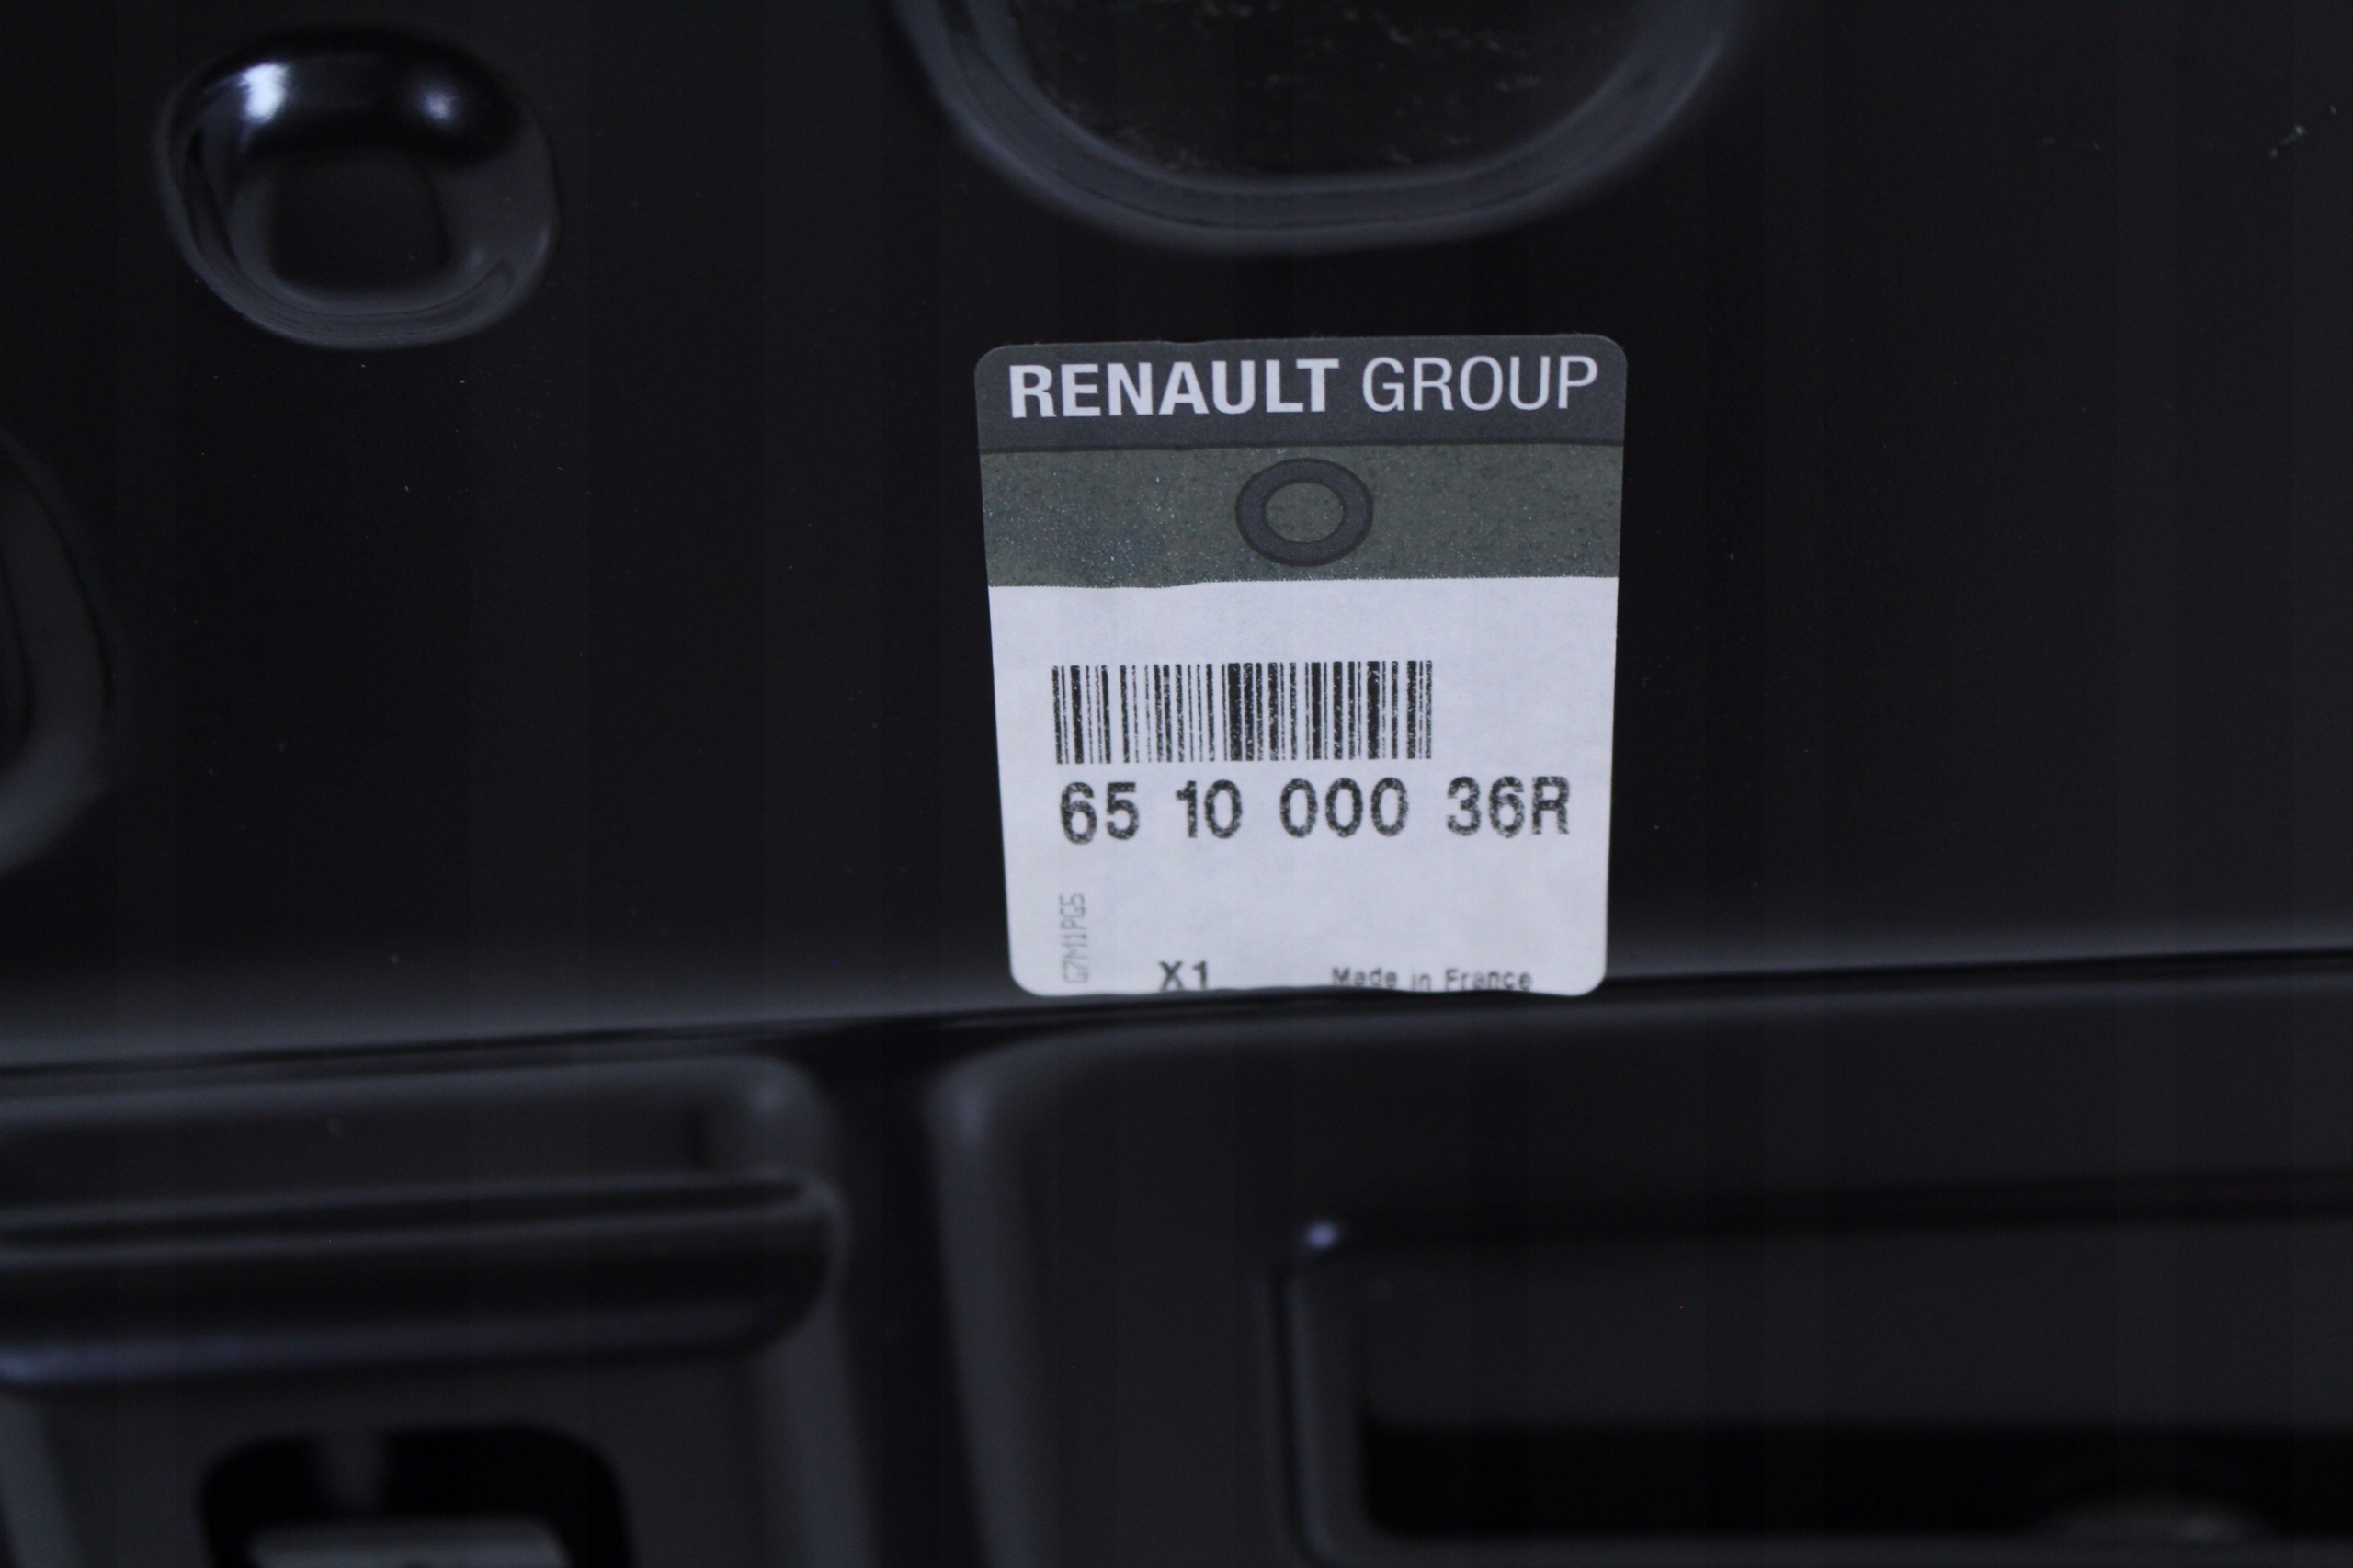 RENAULT GROUP
65 10 000 36R
G7M1PG5
X1
Made in France